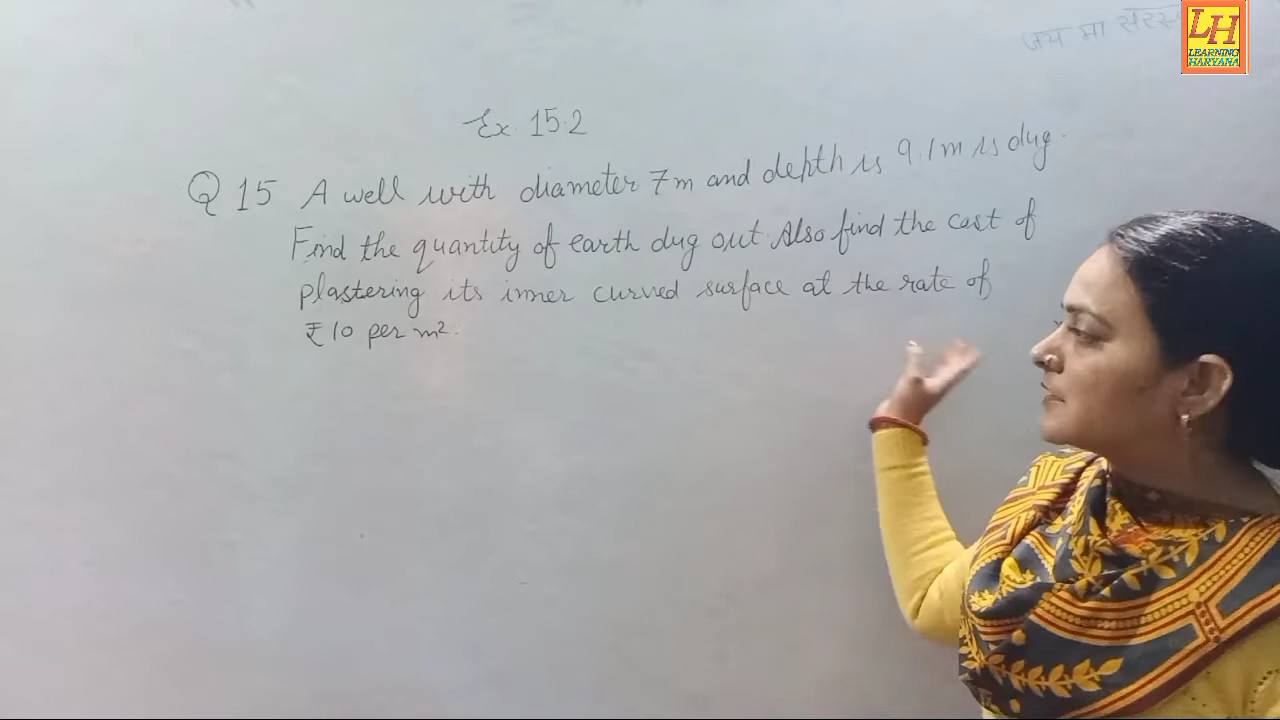 जय मा
LH
LEARNING
HARYANA
Ex. 15.2
Q 15 A well with diameter 7m and depth is 9.1m is dug.
Find the quantity of earth dug out. Also find the cost of
plastering its inner curved surface at the rate of
₹10 per m².